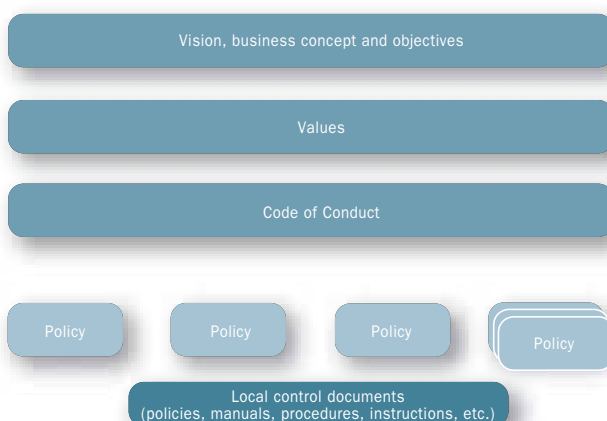 Vision, business concept and objectives
Values
Code of Conduct
Policy
Policy
Policy
Policy
Local control documents
(policies, manuals, procedures, instructions, etc.)